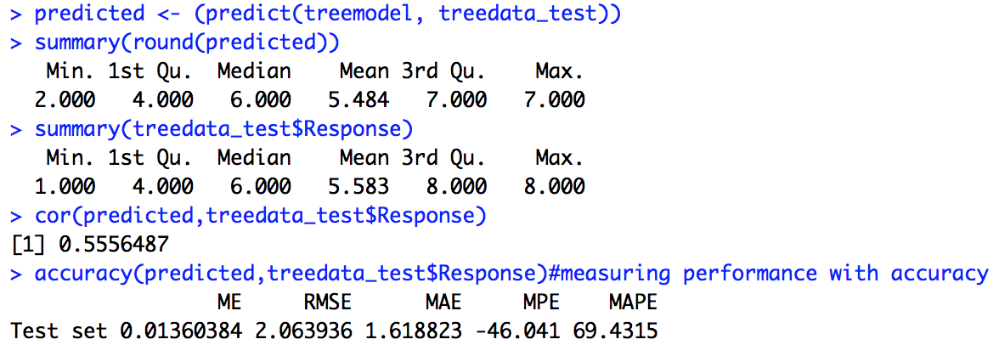 > predicted <- (predict(treemodel, treedata_test))
> summary(round(predicted))
   Min. 1st Qu.  Median    Mean 3rd Qu.    Max.
  2.000   4.000   6.000   5.484   7.000   7.000
> summary(treedata_test$Response)
   Min. 1st Qu.  Median    Mean 3rd Qu.    Max.
  1.000   4.000   6.000   5.583   8.000   8.000
> cor(predicted,treedata_test$Response)
[1] 0.5556487
> accuracy(predicted,treedata_test$Response)#measuring performance with accuracy
                 ME     RMSE      MAE     MPE    MAPE
Test set 0.01360384 2.063936 1.618823 -46.041 69.4315